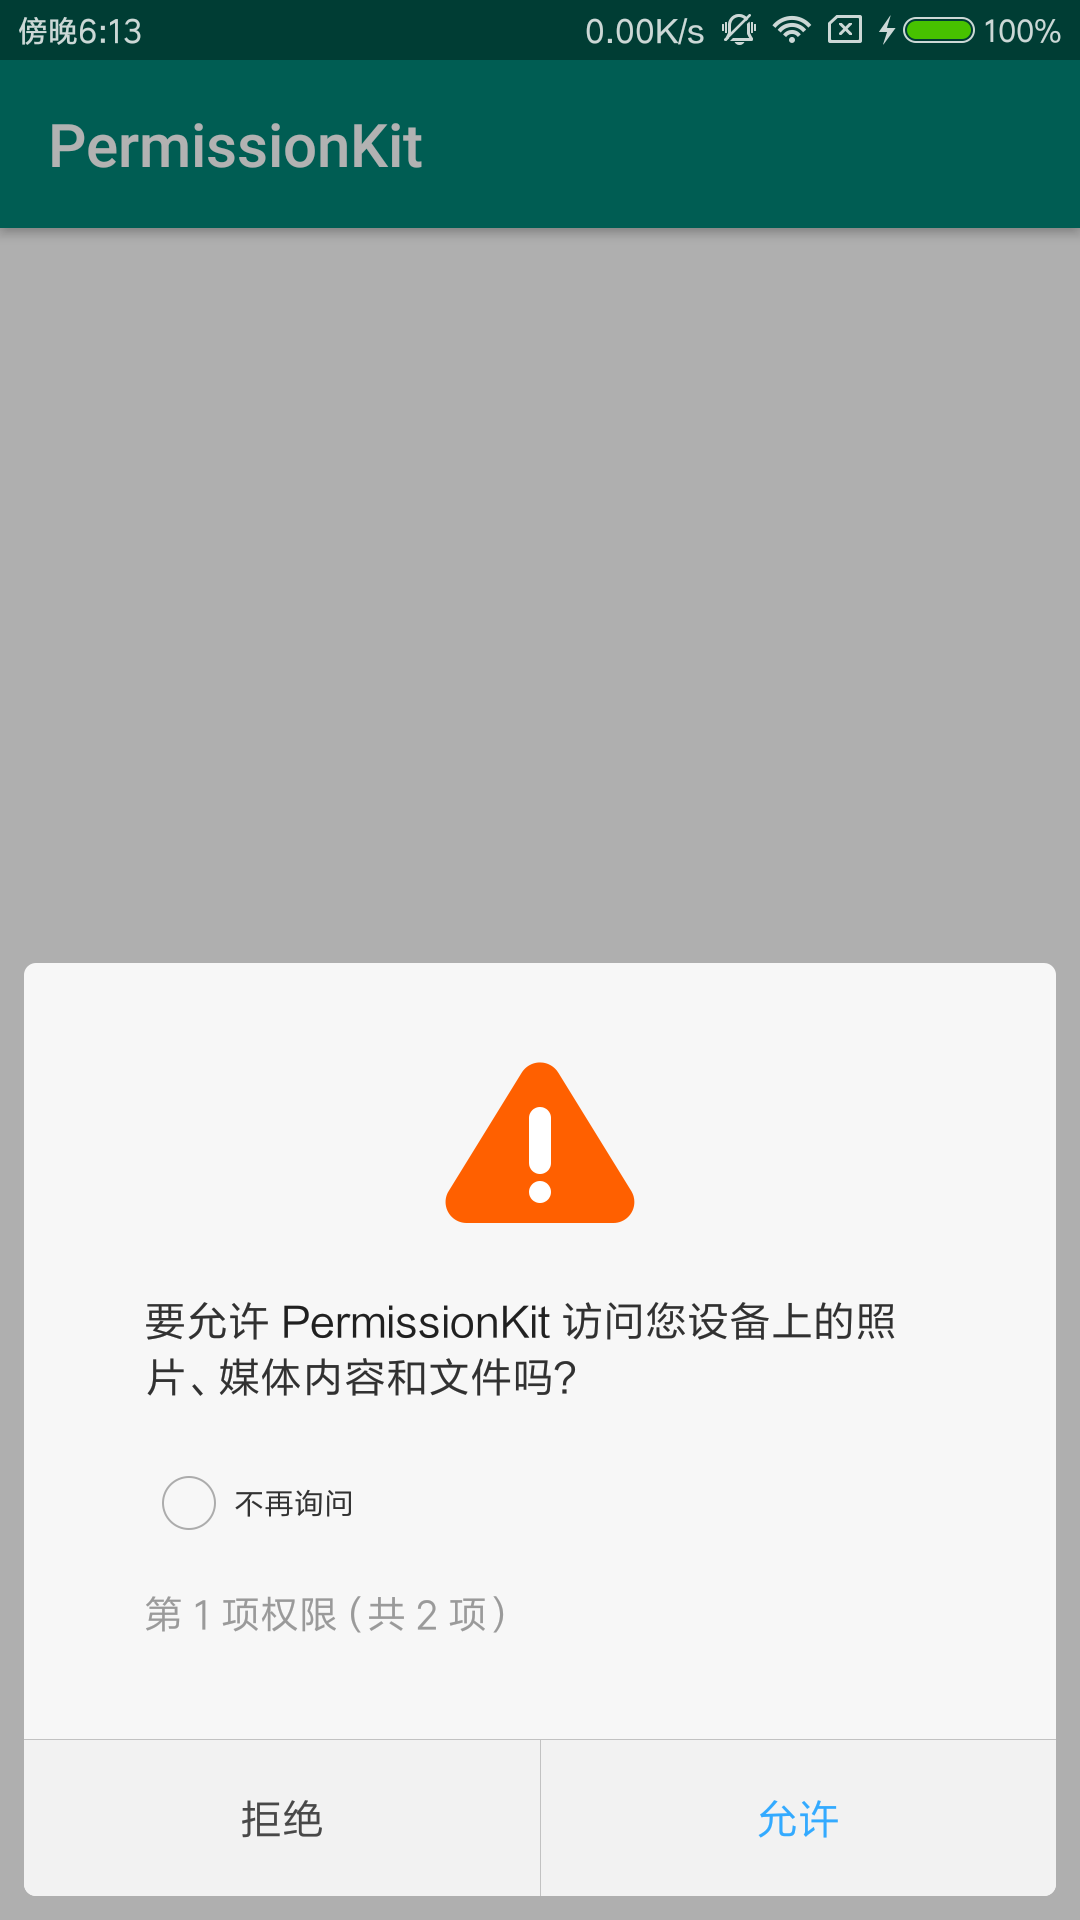 傍晚6:13 0.00K/s 100%
PermissionKit
要允许 PermissionKit 访问您设备上的照
片、媒体内容和文件吗?
不再询问
第 1 项权限 (共 2 项)
拒绝 允许